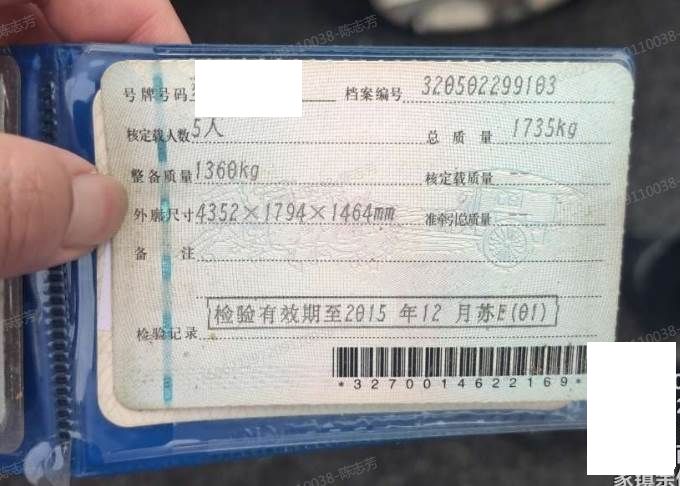 号牌号码 档案编号 320502299103
核定载人数 5人 总质量 1735kg
整备质量 1360kg 核定载质量
外廓尺寸 4352×1794×1464mm 准牵引总质量
备注
检验记录 检验有效期至2015年12月苏E(01)
*3270014622169*